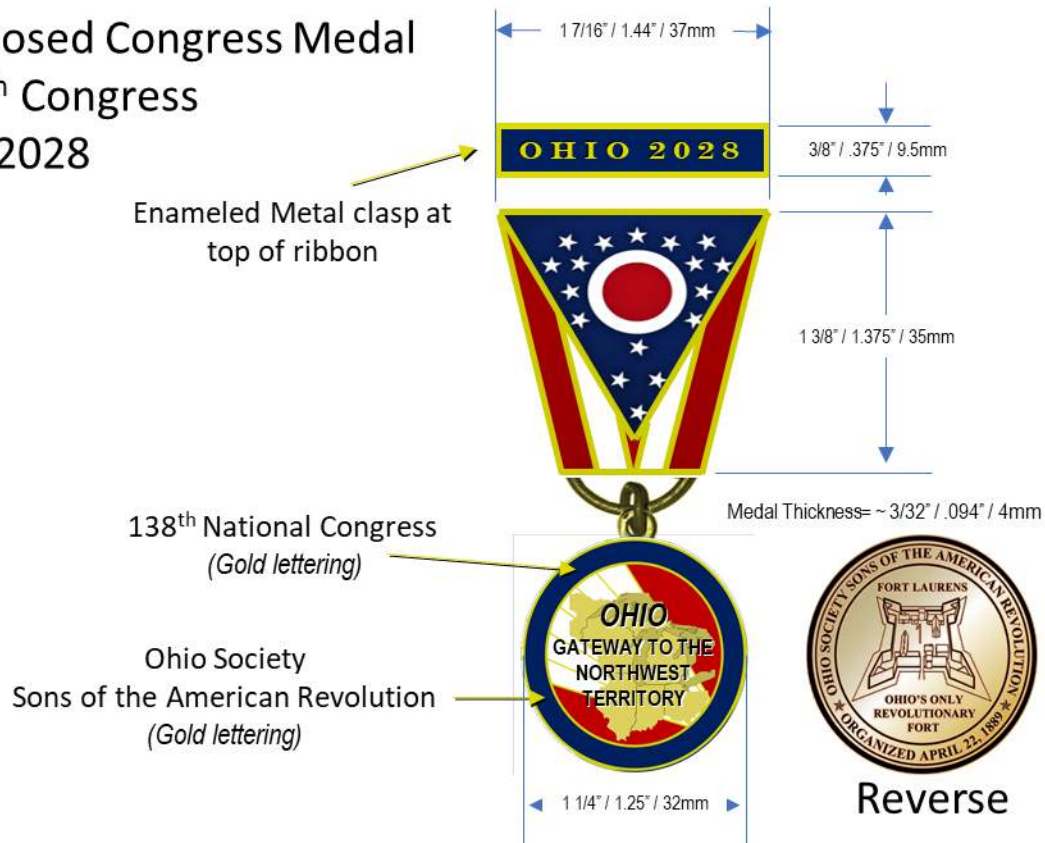 osed Congress Medal
h Congress
2028
1 7/16" / 1.44" / 37mm
OHIO 2028
3/8" / .375" / 9.5mm
Enameled Metal clasp at
top of ribbon
1 3/8" / 1.375" / 35mm
138th National Congress
(Gold lettering)
Medal Thickness= ~ 3/32" / .094" / 4mm
OHIO
GATEWAY TO THE
NORTHWEST
TERRITORY
Ohio Society
Sons of the American Revolution
(Gold lettering)
OHIO SOCIETY SONS OF THE AMERICAN REVOLUTION
FORT LAURENS
OHIO'S ONLY
REVOLUTIONARY
FORT
★ ORGANIZED APRIL 22, 1889 ★
1 1/4" / 1.25" / 32mm
Reverse